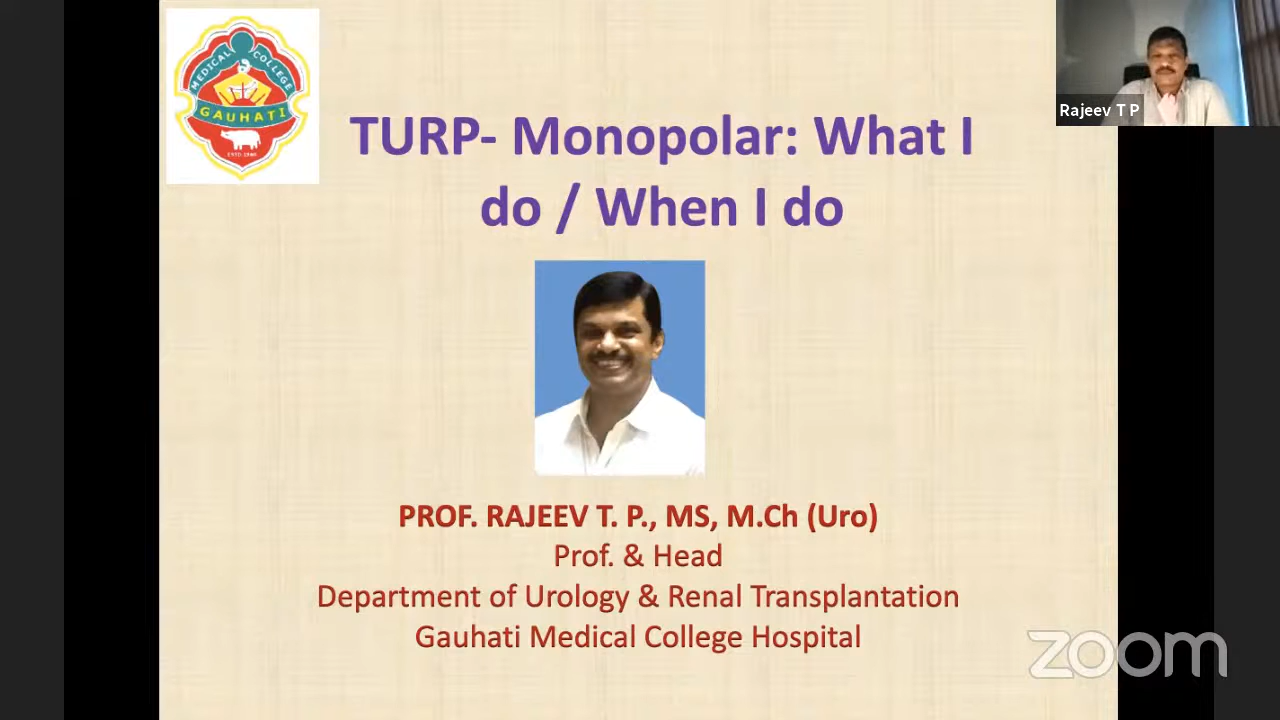 MEDICAL COLLEGE
GAUHATI
ESTD 1960
TURP- Monopolar: What I
do / When I do
Rajeev T P
PROF. RAJEEV T. P., MS, M.Ch (Uro)
Prof. & Head
Department of Urology & Renal Transplantation
Gauhati Medical College Hospital
zoom